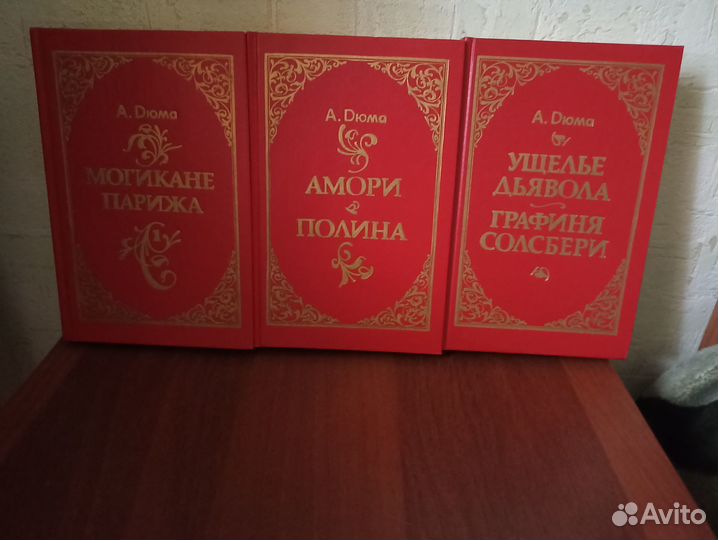 А. Дюма
МОГИКАНЕ
ПАРИЖА
А. Дюма
АМОРИ
ПОЛИНА
А. Дюма
УЩЕЛЬЕ
ДЬЯВОЛА
ГРАФИНЯ
СОЛСБЕРИ
Avito